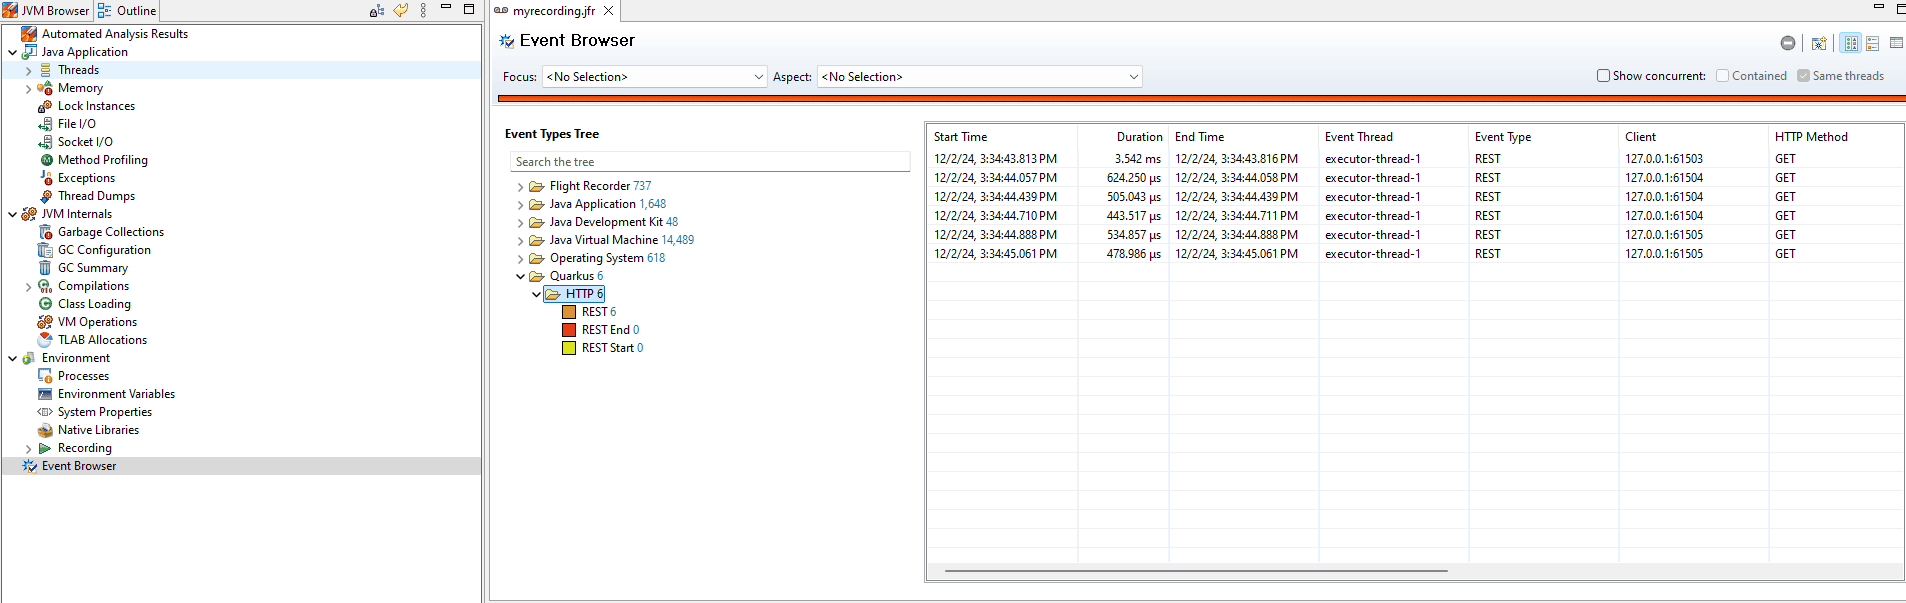 JVM Browser
Outline
Automated Analysis Results
Java Application
Threads
Memory
Lock Instances
File I/O
Socket I/O
Method Profiling
Exceptions
Thread Dumps
JVM Internals
Garbage Collections
GC Configuration
GC Summary
Compilations
Class Loading
VM Operations
TLAB Allocations
Environment
Processes
Environment Variables
System Properties
Native Libraries
Recording
Event Browser
myrecording.jfr
Event Browser
Focus: <No Selection> Aspect: <No Selection>
Show concurrent: Contained Same threads
Event Types Tree
Search the tree
Flight Recorder 737
Java Application 1,648
Java Development Kit 48
Java Virtual Machine 14,489
Operating System 618
Quarkus 6
HTTP 6
REST 6
REST End 0
REST Start 0
Start Time Duration End Time Event Thread Event Type Client HTTP Method
12/2/24, 3:34:43.813 PM 3.542 ms 12/2/24, 3:34:43.816 PM executor-thread-1 REST 127.0.0.1:61503 GET
12/2/24, 3:34:44.057 PM 624.250 µs 12/2/24, 3:34:44.058 PM executor-thread-1 REST 127.0.0.1:61504 GET
12/2/24, 3:34:44.439 PM 505.043 µs 12/2/24, 3:34:44.439 PM executor-thread-1 REST 127.0.0.1:61504 GET
12/2/24, 3:34:44.710 PM 443.517 µs 12/2/24, 3:34:44.711 PM executor-thread-1 REST 127.0.0.1:61504 GET
12/2/24, 3:34:44.888 PM 534.857 µs 12/2/24, 3:34:44.888 PM executor-thread-1 REST 127.0.0.1:61505 GET
12/2/24, 3:34:45.061 PM 478.986 µs 12/2/24, 3:34:45.061 PM executor-thread-1 REST 127.0.0.1:61505 GET